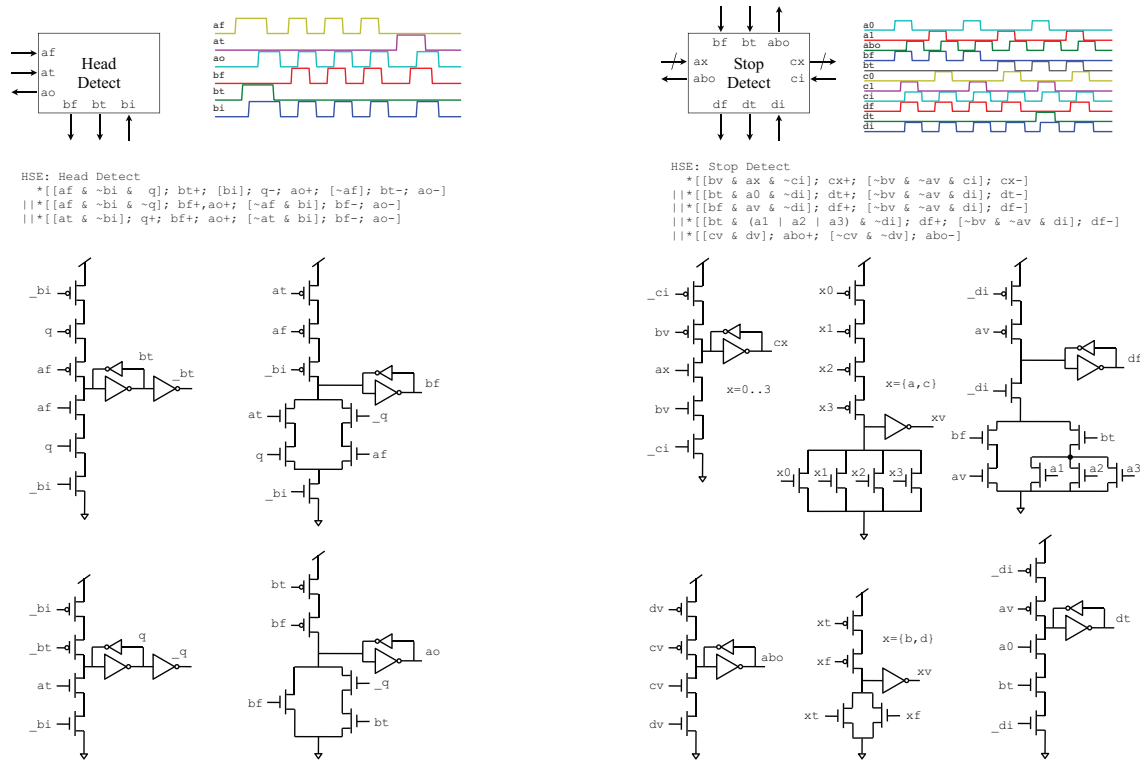 af
at
ao
Head
Detect
bf bt bi
af
at
ao
bf
bt
bi
bf bt abo
ax
abo
Stop
Detect
cx
ci
df dt di
a0
a1
abo
bf
bt
c0
c1
ci
df
dt
di
HSE: Head Detect
*[[af & ~bi & q]; bt+; [bi]; q-; ao+; [~af]; bt-; ao-]
||*[[af & ~bi & ~q]; bf+,ao+; [~af & bi]; bf-; ao-]
||*[[at & ~bi]; q+; bf+; ao+; [~at & bi]; bf-; ao-]
HSE: Stop Detect
*[[bv & ax & ~ci]; cx+; [~bv & ~av & ci]; cx-]
||*[[bt & a0 & ~di]; dt+; [~bv & ~av & di]; dt-]
||*[[bf & av & ~di]; df+; [~bv & ~av & di]; df-]
||*[[bt & (a1 | a2 | a3) & ~di]; df+; [~bv & ~av & di]; df-]
||*[[cv & dv]; abo+; [~cv & ~dv]; abo-]
_bi
q
af
bt
_bt
af
q
_bi
at
af
_bi
bf
at
_q
q
af
_bi
_ci
bv
cx
ax
x=0..3
bv
_ci
x0
x1
x2
x={a,c}
x3
xv
x0 x1 x2 x3
_di
av
df
_di
bf
bt
av
a1 a2 a3
_bi
_bt
q
_q
at
_bi
bt
bf
ao
_q
bf
bt
dv
cv
abo
cv
dv
xt
x={b,d}
xf
xv
xt
xf
_di
av
dt
a0
bt
_di